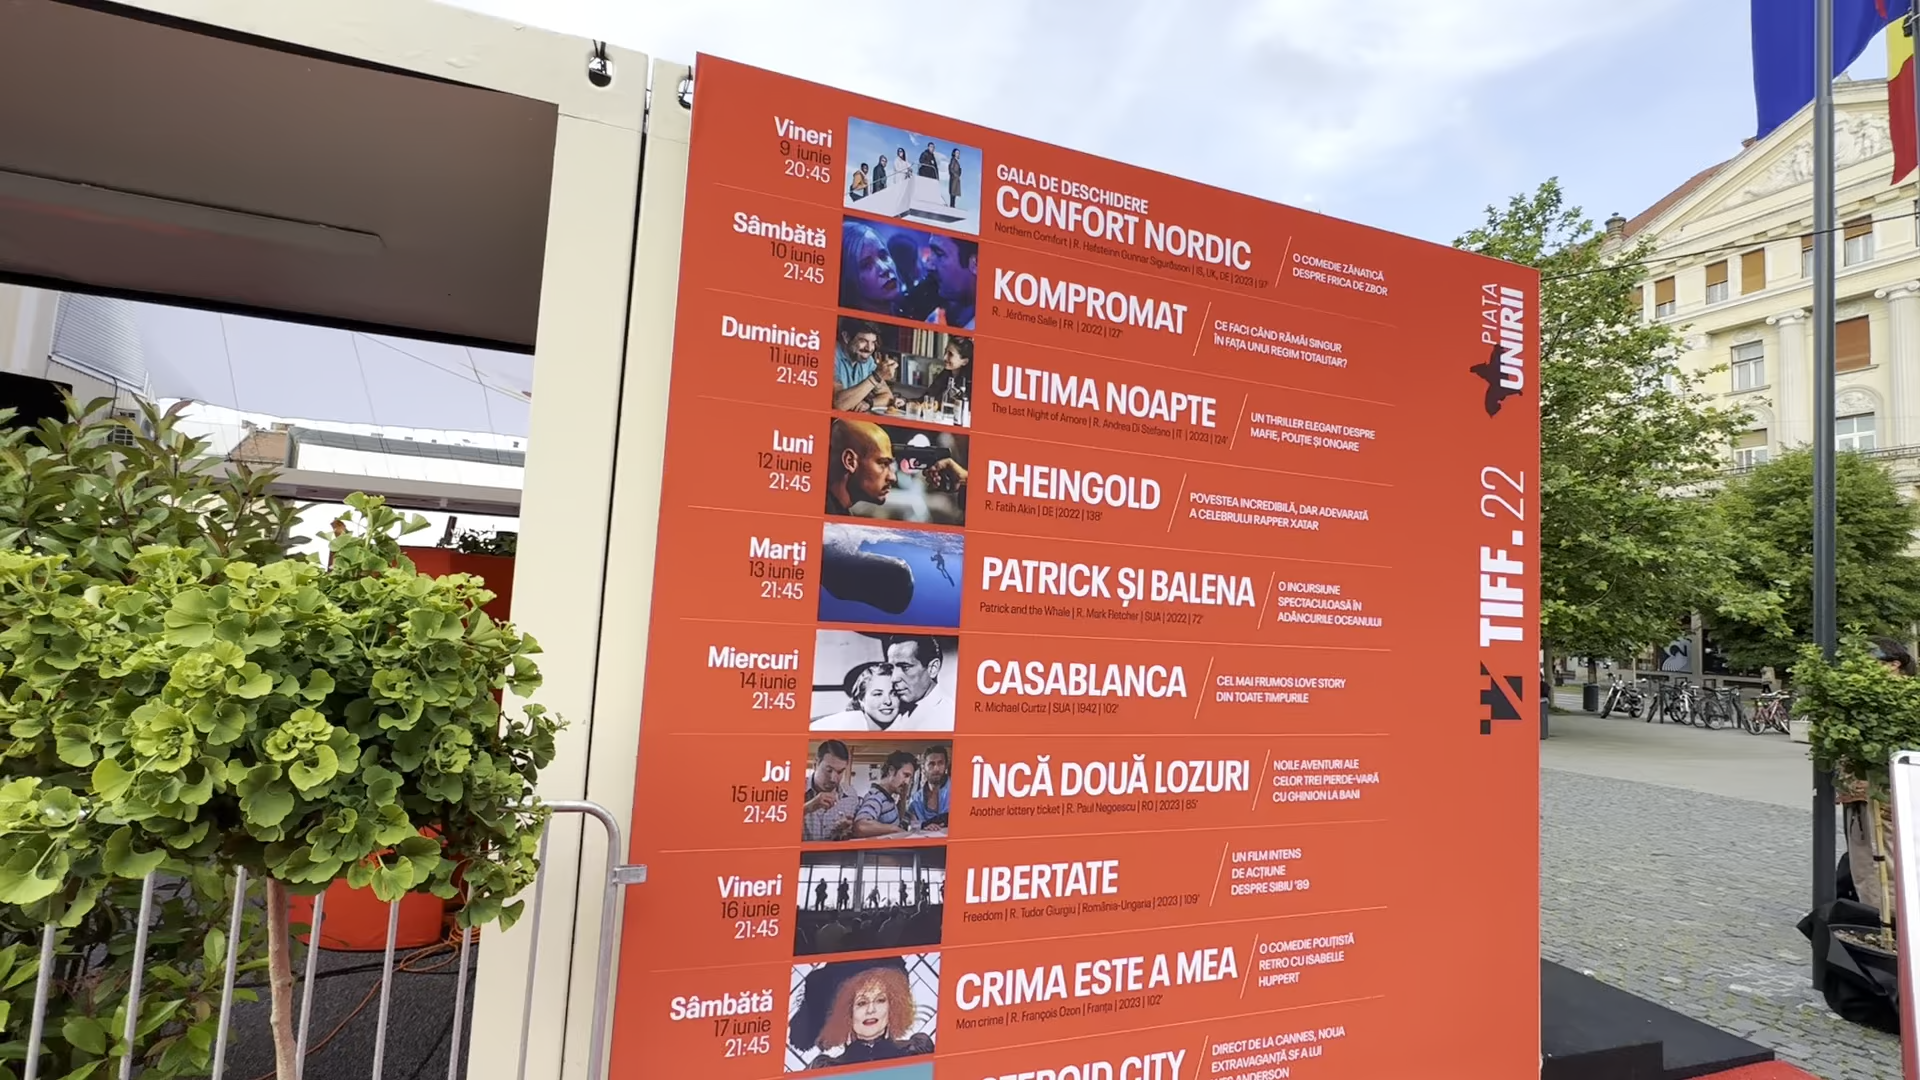 Vineri
9 iunie
20:45
GALA DE DESCHIDERE
CONFORT NORDIC
Northern Comfort | R. Hafsteinn Gunnar Sigurðsson | IS, UK, DE | 2023 | 97'
O COMEDIE ZĂNATICĂ
DESPRE FRICA DE ZBOR
Sâmbătă
10 iunie
21:45
KOMPROMAT
R. Jérôme Salle | FR | 2022 | 127'
CE FACI CÂND RĂMÂI SINGUR
ÎN FAȚA UNUI REGIM TOTALITAR?
Duminică
11 iunie
21:45
ULTIMA NOAPTE
The Last Night of Amore | R. Andrea Di Stefano | IT | 2023 | 124'
UN THRILLER ELEGANT DESPRE
MAFIE, POLIȚIE ȘI ONOARE
Luni
12 iunie
21:45
RHEINGOLD
R. Fatih Akin | DE | 2022 | 138'
POVESTEA INCREDIBILĂ, DAR ADEVARATĂ
A CELEBRULUI RAPPER XATAR
Marți
13 iunie
21:45
PATRICK ȘI BALENA
Patrick and the Whale | R. Mark Fletcher | SUA | 2022 | 72'
O INCURSIUNE
SPECTACULOASĂ ÎN
ADÂNCURILE OCEANULUI
Miercuri
14 iunie
21:45
CASABLANCA
R. Michael Curtiz | SUA | 1942 | 102'
CEL MAI FRUMOS LOVE STORY
DIN TOATE TIMPURILE
Joi
15 iunie
21:45
ÎNCĂ DOUĂ LOZURI
Another lottery ticket | R. Paul Negoescu | RO | 2023 | 85'
NOILE AVENTURI ALE
CELOR TREI PIERDE-VARĂ
CU GHINION LA BANI
Vineri
16 iunie
21:45
LIBERTATE
Freedom | R. Tudor Giurgiu | România-Ungaria | 2023 | 109'
UN FILM INTENS
DE ACȚIUNE
DESPRE SIBIU '89
Sâmbătă
17 iunie
21:45
CRIMA ESTE A MEA
Mon crime | R. François Ozon | Franța | 2023 | 102'
O COMEDIE POLIȚISTĂ
RETRO CU ISABELLE
HUPPERT
ASTEROID CITY
DIRECT DE LA CANNES, NOUA
EXTRAVAGANȚĂ SF A LUI
WES ANDERSON
PIAȚA
UNIRII
TIFF.22